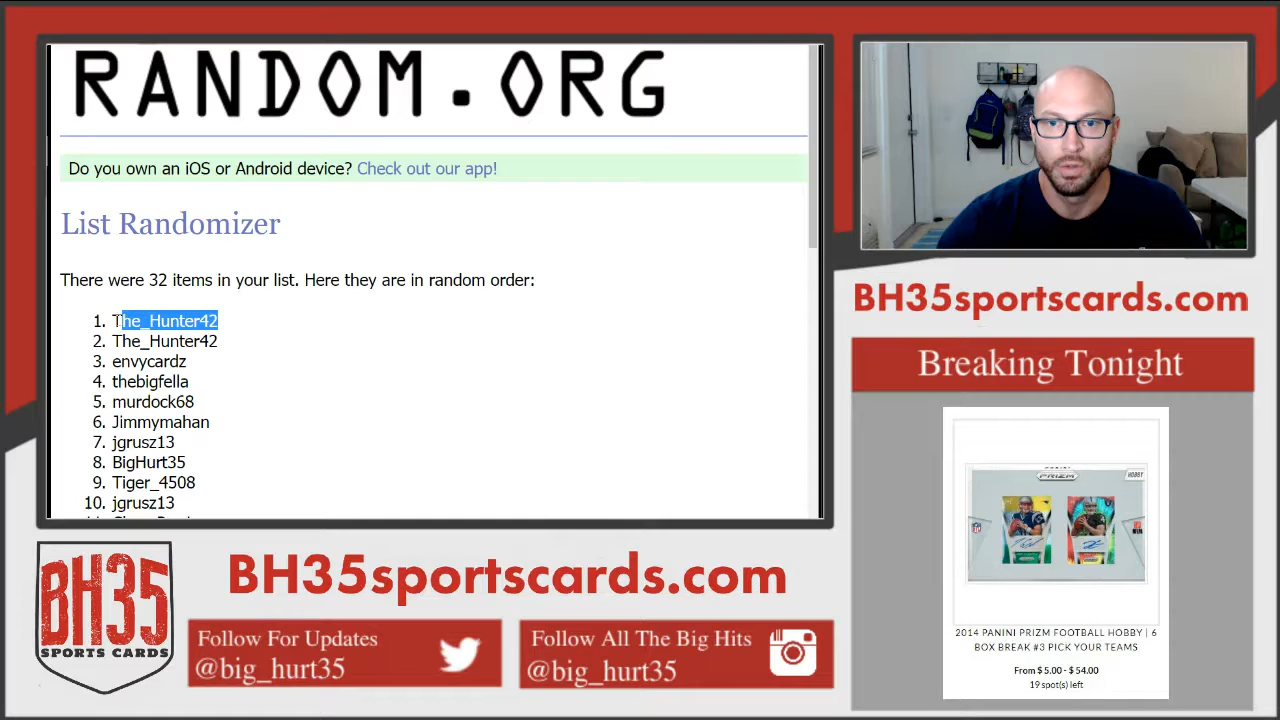 RANDOM.ORG
Do you own an iOS or Android device? Check out our app!
List Randomizer
There were 32 items in your list. Here they are in random order:
1. The_Hunter42
2. The_Hunter42
3. envycardz
4. thebigfella
5. murdock68
6. Jimmymahan
7. jgrusz13
8. BigHurt35
9. Tiger_4508
10. jgrusz13
BH35sportscards.com
Breaking Tonight
PRIZM
HOBBY
2014 PANINI PRIZM FOOTBALL HOBBY | 6
BOX BREAK #3 PICK YOUR TEAMS
From $ 5.00 - $ 54.00
19 spot(s) left
BH35
SPORTS CARDS
BH35sportscards.com
Follow For Updates
@big_hurt35
Follow All The Big Hits
@big_hurt35